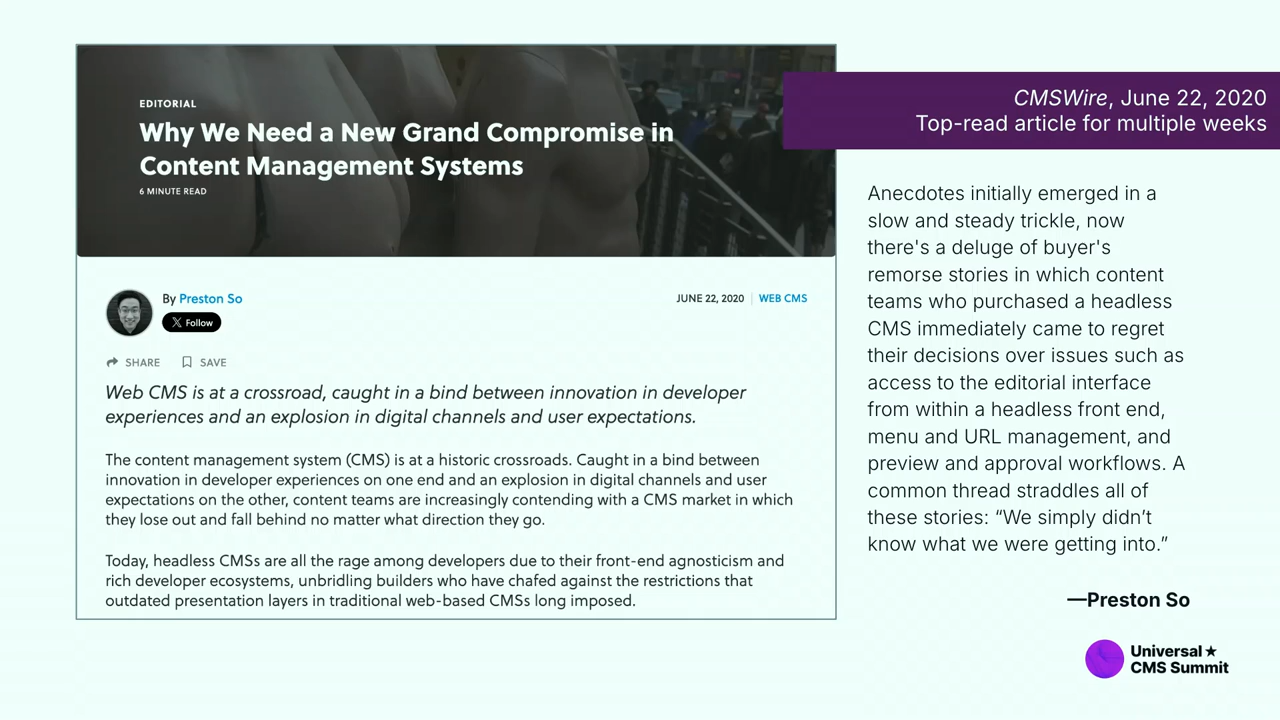 EDITORIAL
Why We Need a New Grand Compromise in
Content Management Systems
6 MINUTE READ
By Preston So
Follow
JUNE 22, 2020 | WEB CMS
SHARE
SAVE
Web CMS is at a crossroad, caught in a bind between innovation in developer
experiences and an explosion in digital channels and user expectations.
The content management system (CMS) is at a historic crossroads. Caught in a bind between
innovation in developer experiences on one end and an explosion in digital channels and user
expectations on the other, content teams are increasingly contending with a CMS market in which
they lose out and fall behind no matter what direction they go.
Today, headless CMSs are all the rage among developers due to their front-end agnosticism and
rich developer ecosystems, unbridling builders who have chafed against the restrictions that
outdated presentation layers in traditional web-based CMSs long imposed.
CMSWire, June 22, 2020
Top-read article for multiple weeks
Anecdotes initially emerged in a
slow and steady trickle, now
there's a deluge of buyer's
remorse stories in which content
teams who purchased a headless
CMS immediately came to regret
their decisions over issues such as
access to the editorial interface
from within a headless front end,
menu and URL management, and
preview and approval workflows. A
common thread straddles all of
these stories: “We simply didn’t
know what we were getting into.”
—Preston So
Universal★
CMS Summit